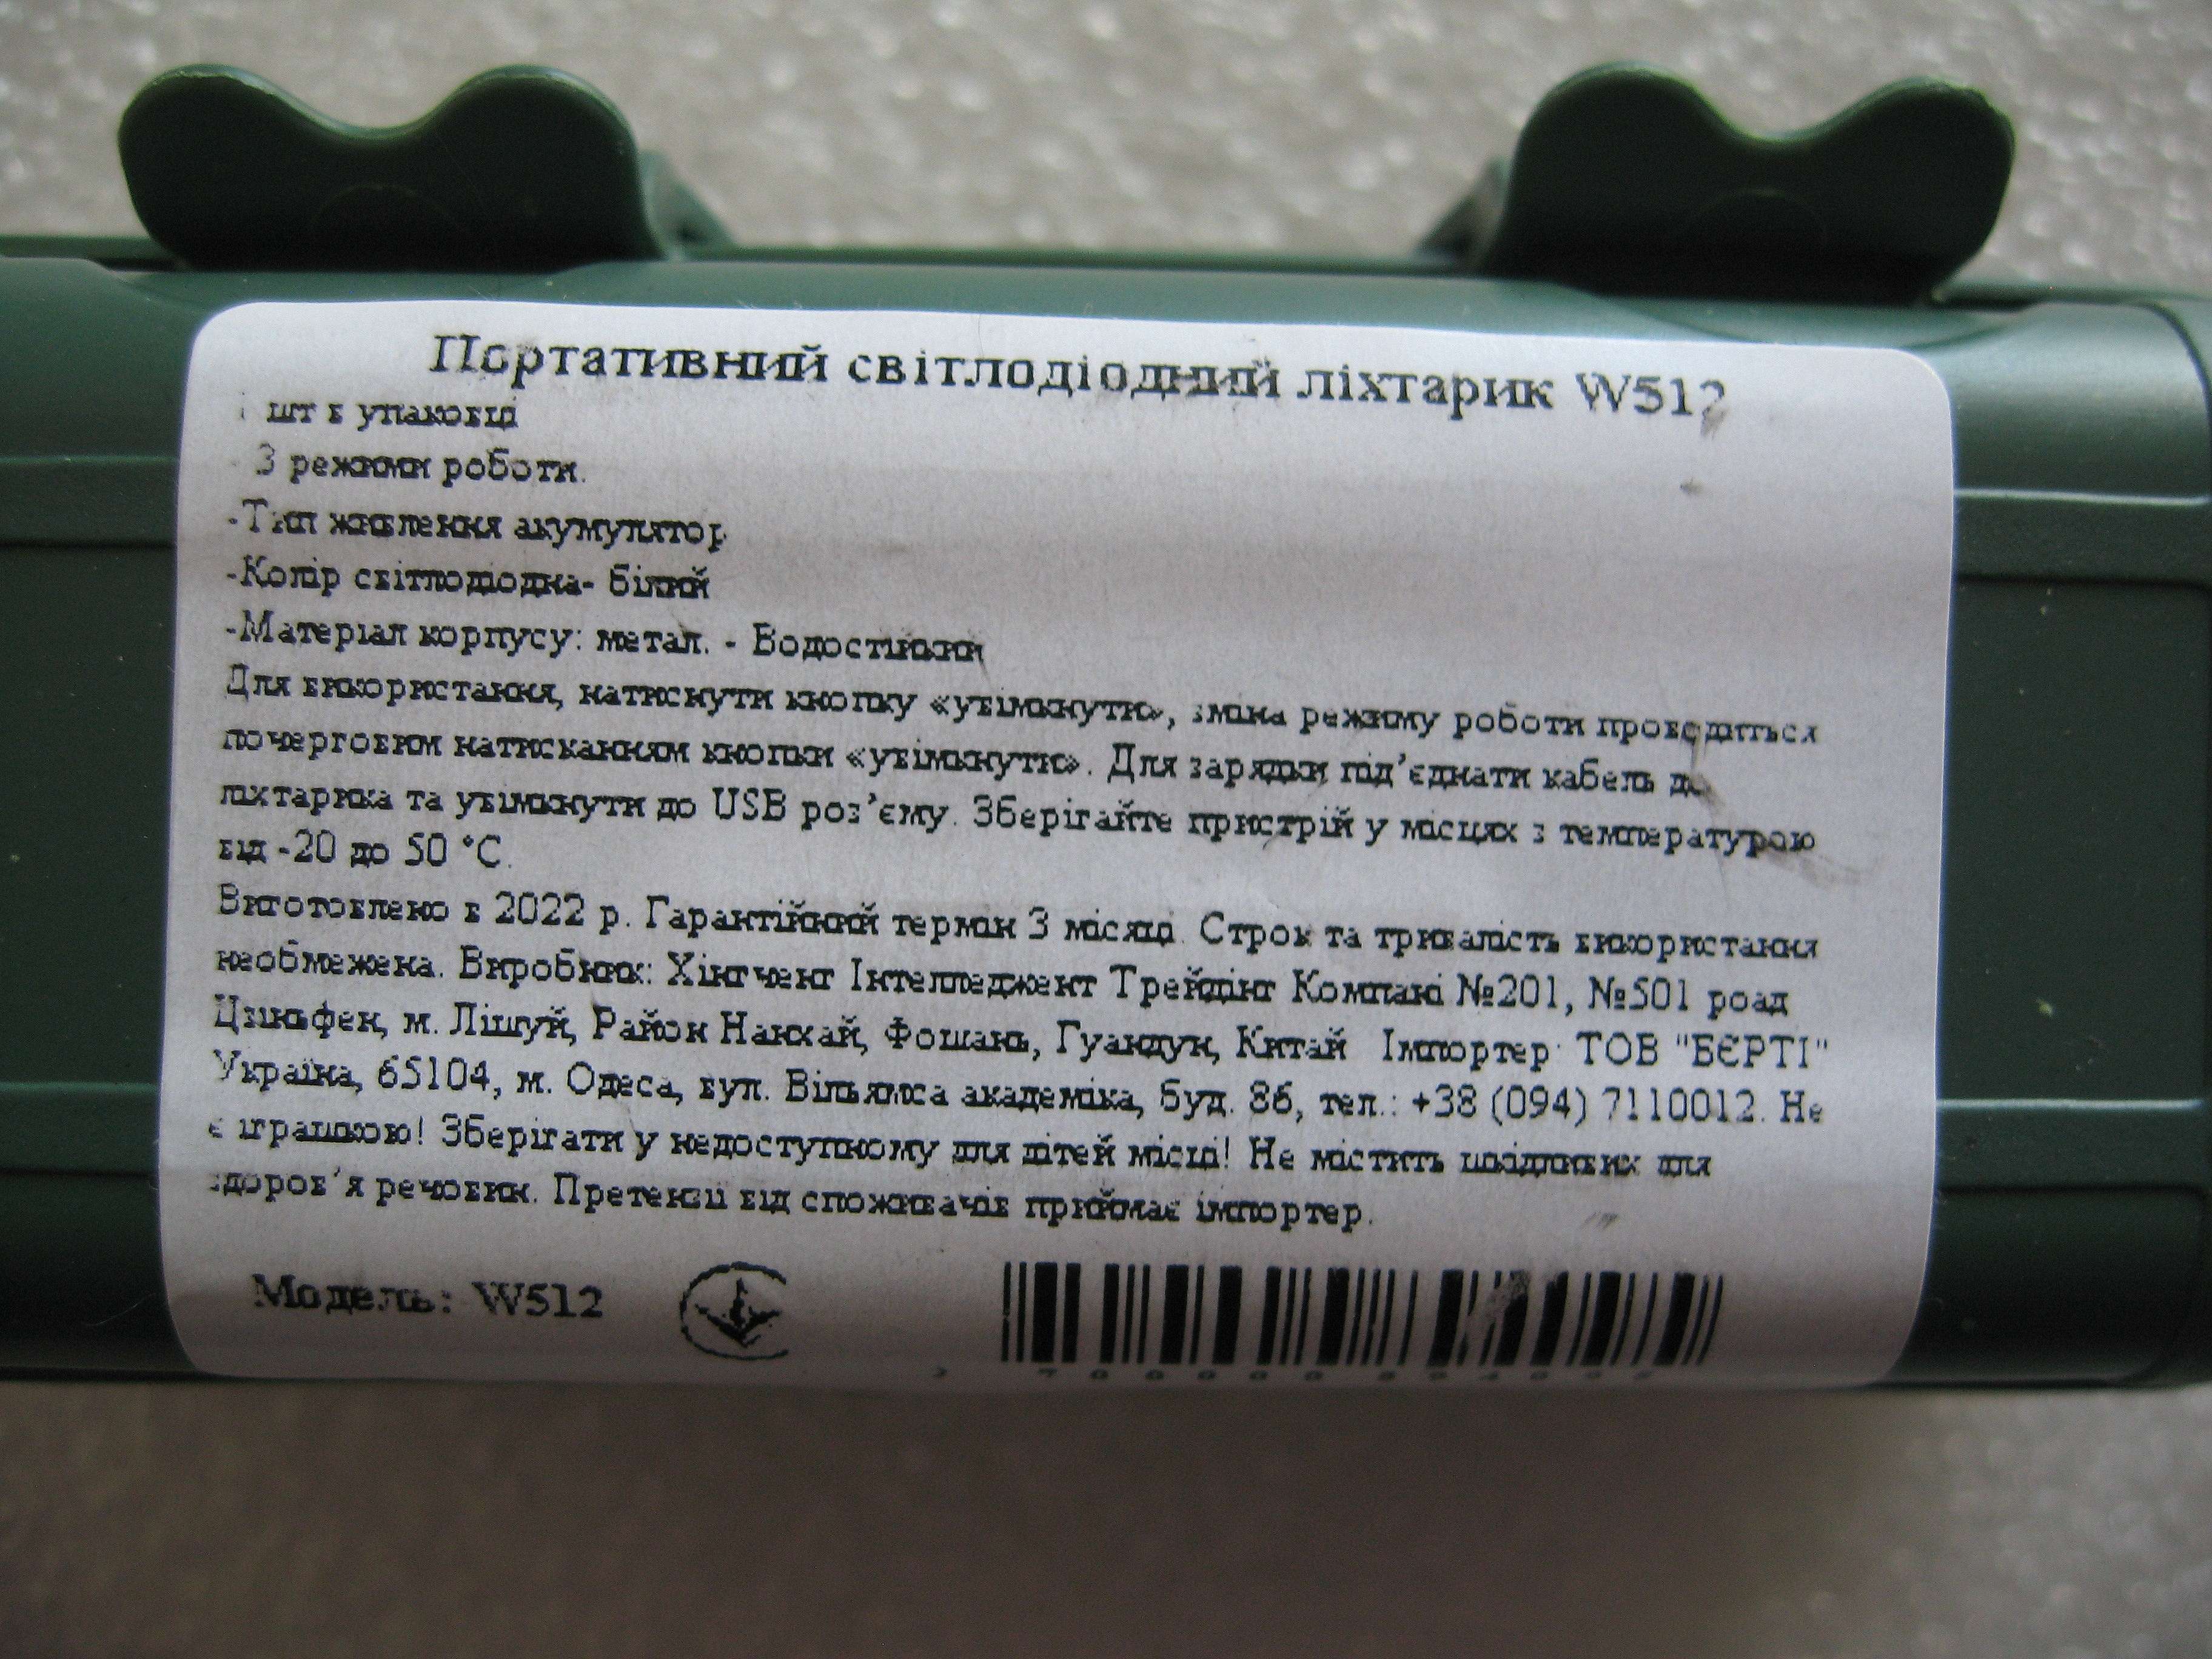 Портативний світлодіодний ліхтарик W512
шт в упаковці
3 режими роботи.
-Тип живлення акумулятор
-Колір світлодіодна- білий
-Матеріал корпусу: метал. - Водостійкий
Для використання, натиснути кнопку «увімкнути», зміна режиму роботи проводиться
почерговим натисканням кнопки «увімкнути». Для зарядки під'єднати кабель до
ліхтарика та увімкнути до USB роз'єму. Зберігайте пристрій у місцях з температурою
від -20 до 50 °С.
Виготовлено в 2022 р. Гарантійний термін 3 місяці. Строк та тривалість використання
необмежена. Виробник: Хінгченг Інтелледжент Трейдінг Компані №201, №501 роад
Цзіньфен, м. Лішуй, Район Нанхай, Фошань, Гуандун, Китай Імпортер: ТОВ "БЄРТІ"
Україна, 65104, м. Одеса, вул. Вільямса академіка, буд. 86, тел.: +38 (094) 7110012. Не
є іграшкою! Зберігати у недоступному для дітей місці! Не містить шкідливих для
здоров'я речовин. Претензії від споживачів приймає імпортер.
Модель: W512